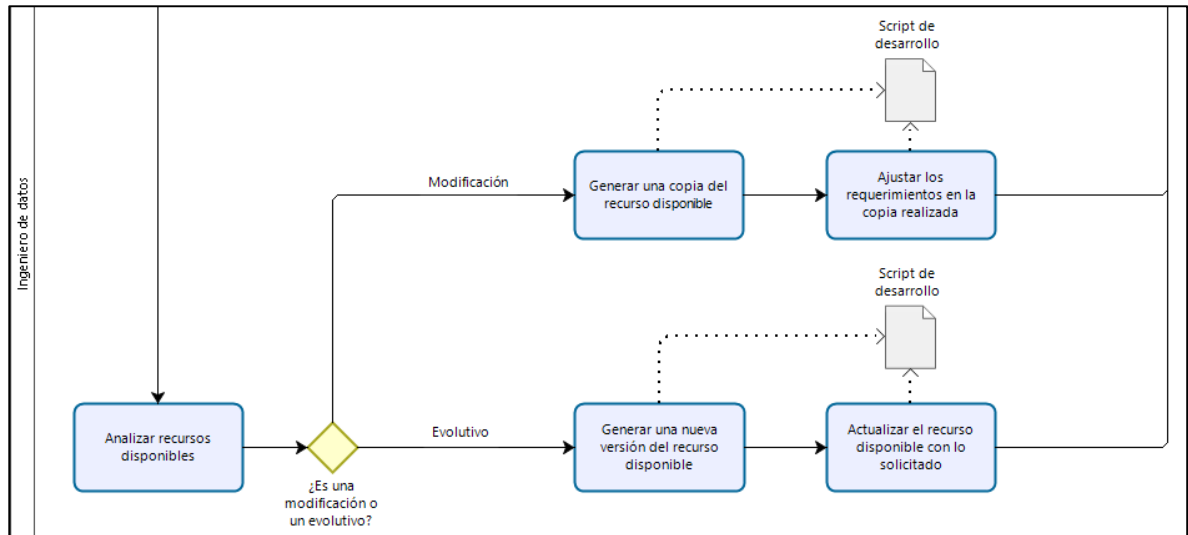 Ingeniero de datos
Script de
desarrollo
Modificación
Generar una copia del
recurso disponible
Ajustar los
requerimientos en la
copia realizada
Script de
desarrollo
Analizar recursos
disponibles
¿Es una
modificación o
un evolutivo?
Evolutivo
Generar una nueva
versión del recurso
disponible
Actualizar el recurso
disponible con lo
solicitado